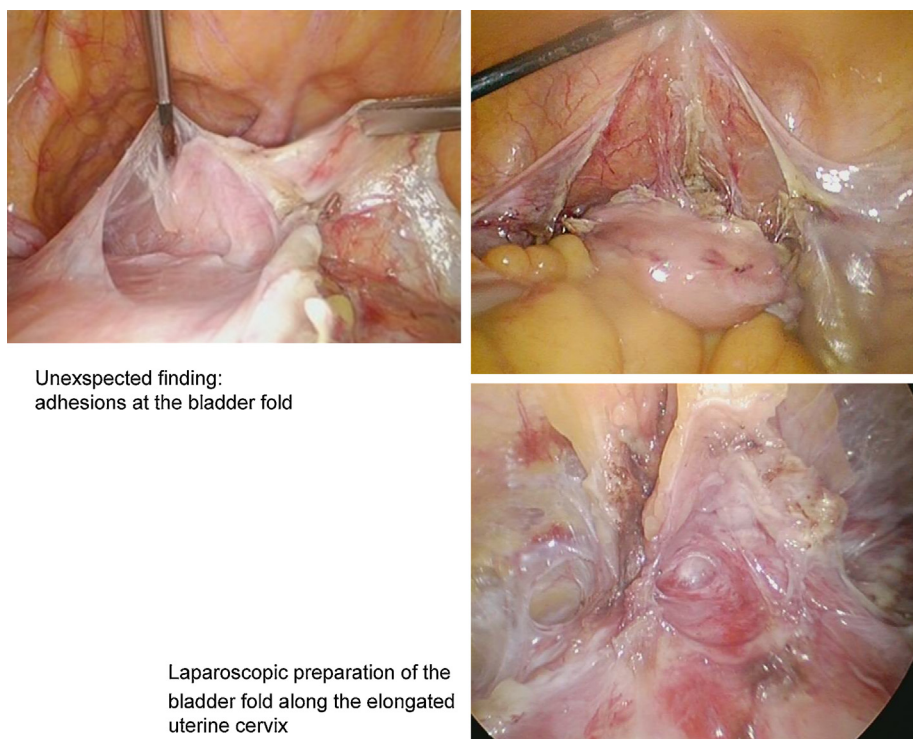 Unexspected finding:
adhesions at the bladder fold
Laparoscopic preparation of the
bladder fold along the elongated
uterine cervix